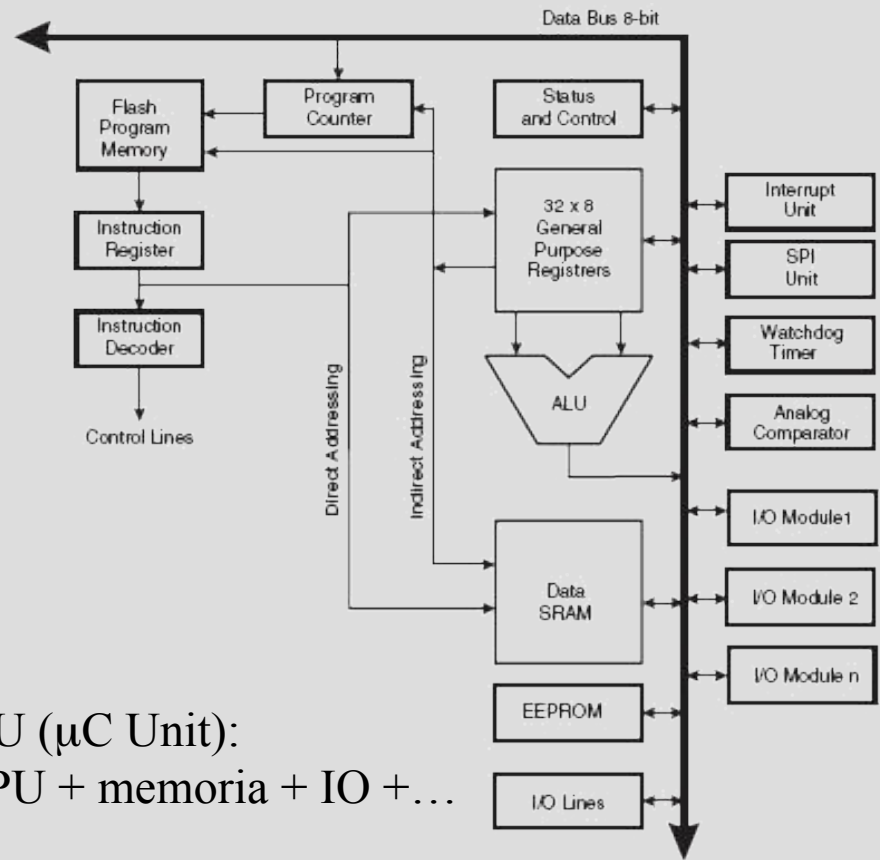 Data Bus 8-bit
Flash
Program
Memory
Program
Counter
Status
and Control
Instruction
Register
32 x 8
General
Purpose
Registrers
Interrupt
Unit
SPI
Unit
Instruction
Decoder
Watchdog
Timer
Control Lines
Direct Addressing
Indirect Addressing
ALU
Analog
Comparator
I/O Module1
Data
SRAM
I/O Module 2
I/O Module n
EEPROM
I/O Lines
U (μC Unit):
PU + memoria + IO +…